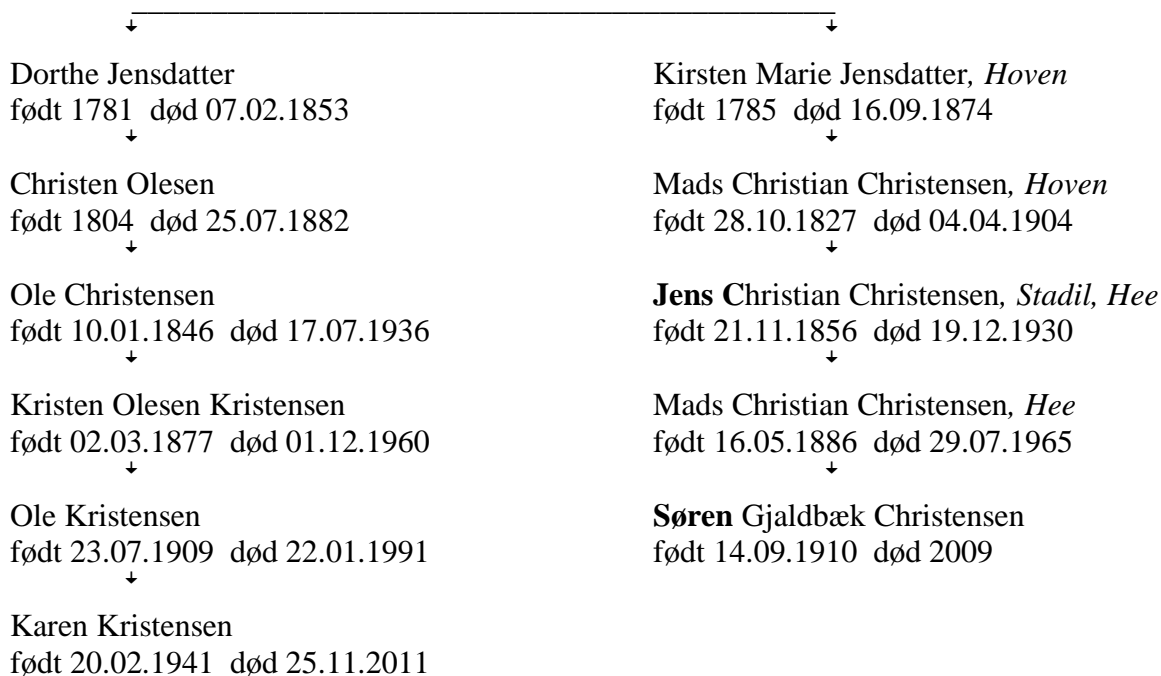 Dorthe Jensdatter
født 1781 død 07.02.1853
Christen Olesen
født 1804 død 25.07.1882
Ole Christensen
født 10.01.1846 død 17.07.1936
Kristen Olesen Kristensen
født 02.03.1877 død 01.12.1960
Ole Kristensen
født 23.07.1909 død 22.01.1991
Karen Kristensen
født 20.02.1941 død 25.11.2011
Kirsten Marie Jensdatter, Hoven
født 1785 død 16.09.1874
Mads Christian Christensen, Hoven
født 28.10.1827 død 04.04.1904
Jens Christian Christensen, Stadil, Hee
født 21.11.1856 død 19.12.1930
Mads Christian Christensen, Hee
født 16.05.1886 død 29.07.1965
Søren Gjaldbæk Christensen
født 14.09.1910 død 2009